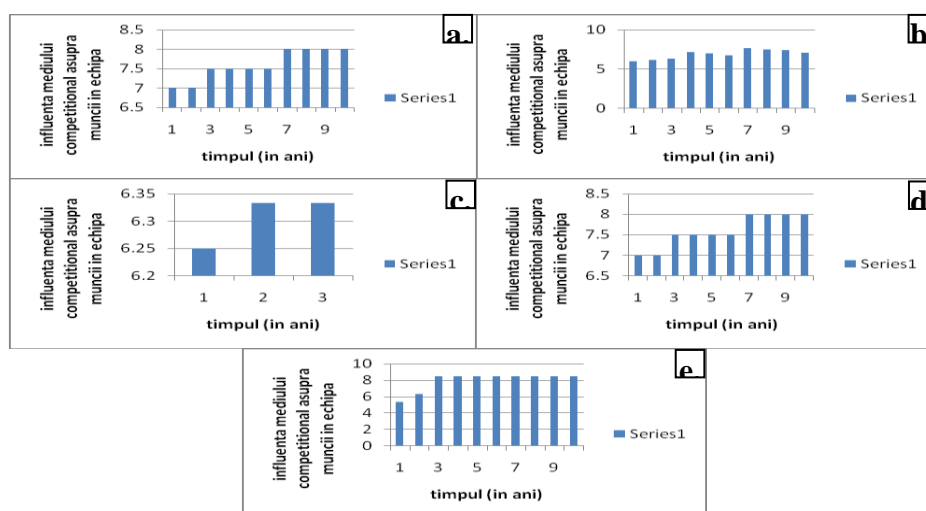 a.
influenta mediului
competitional asupra
muncii in echipa
8.5
8
7.5
7
6.5
1 3 5 7 9
timpul (in ani)
Series1
b
influenta mediului
competitional asupra
muncii in echipa
10
5
0
1 3 5 7 9
timpul (in ani)
Series1
c.
influenta mediului
competitional asupra
muncii in echipa
6.35
6.3
6.25
6.2
1 2 3
timpul (in ani)
Series1
d
influenta mediului
competitional asupra
muncii in echipa
8.5
8
7.5
7
6.5
1 3 5 7 9
timpul (in ani)
Series1
e.
influenta mediului
competitional asupra
muncii in echipa
10
8
6
4
2
0
1 3 5 7 9
timpul (in ani)
Series1